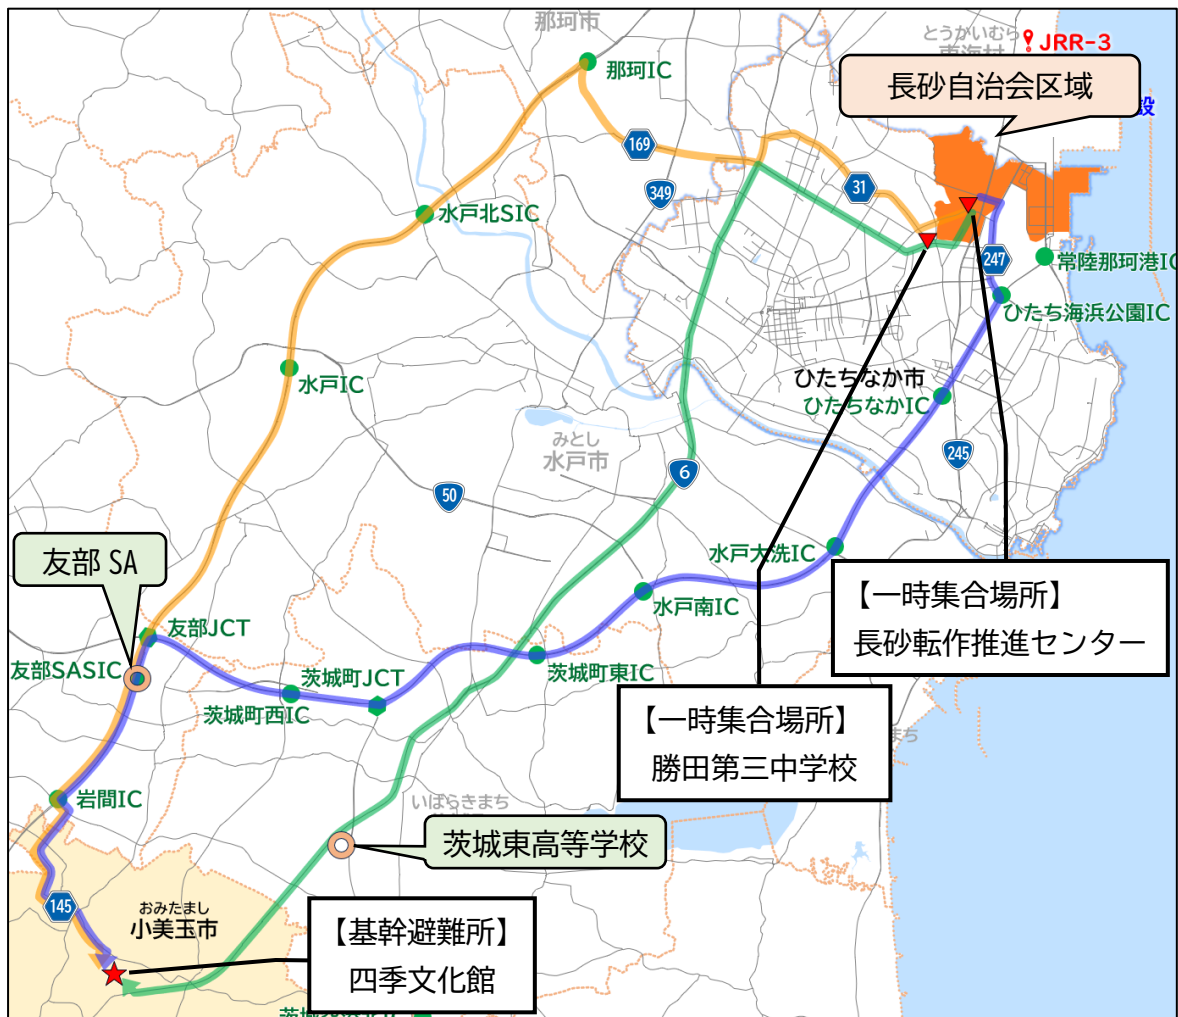 那珂市
とうかいむら
JRR-3
那珂IC
長砂自治会区域
設
169
349
31
水戸北SIC
247
常陸那珂港IC
ひたち海浜公園IC
水戸IC
ひたちなか市
ひたちなかIC
みとし
水戸市
245
6
50
友部 SA
水戸大洗IC
【一時集合場所】
長砂転作推進センター
水戸南IC
友部JCT
友部SASIC
茨城町JCT
茨城町東IC
茨城町西IC
【一時集合場所】
勝田第三中学校
まち
岩間IC
いばらきまち
茨城東高等学校
145
おみたまし
小美玉市
【基幹避難所】
四季文化館